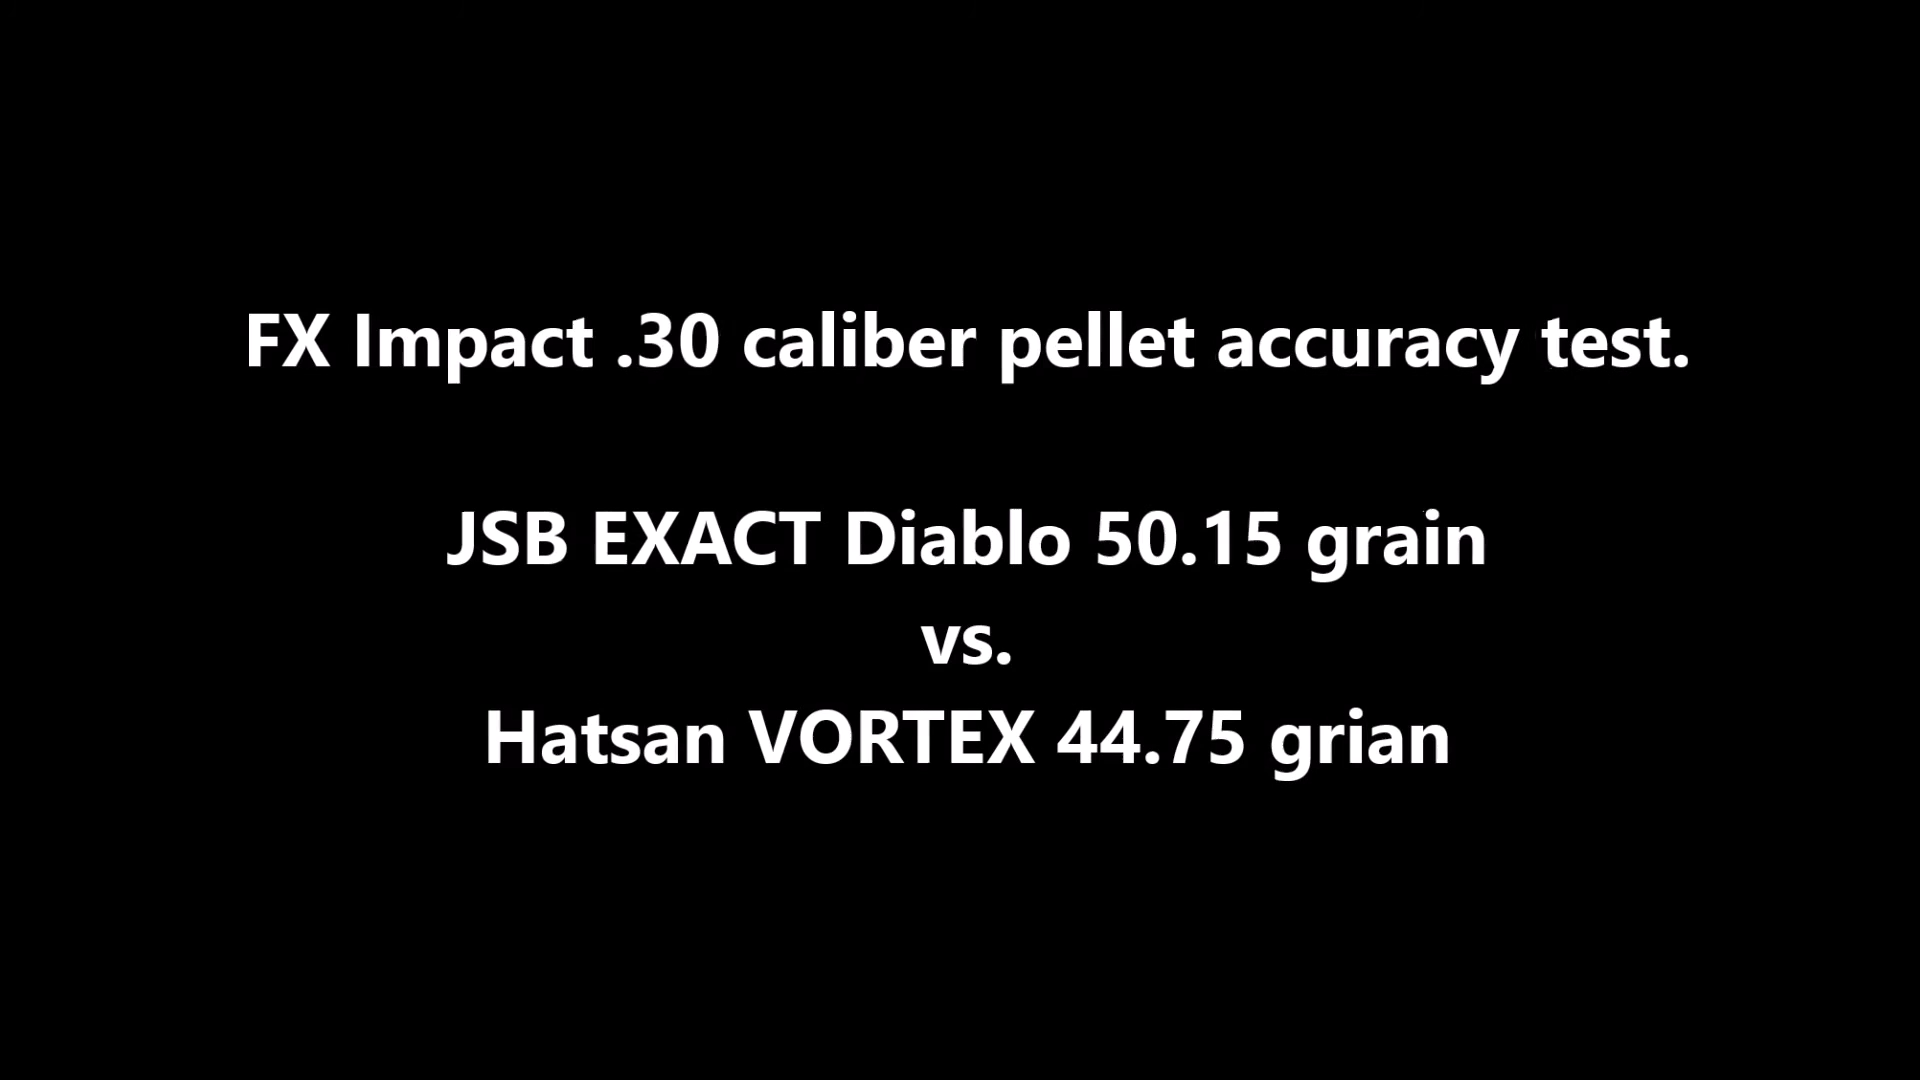 FX Impact .30 caliber pellet accuracy test.
JSB EXACT Diablo 50.15 grain
vs.
Hatsan VORTEX 44.75 grian